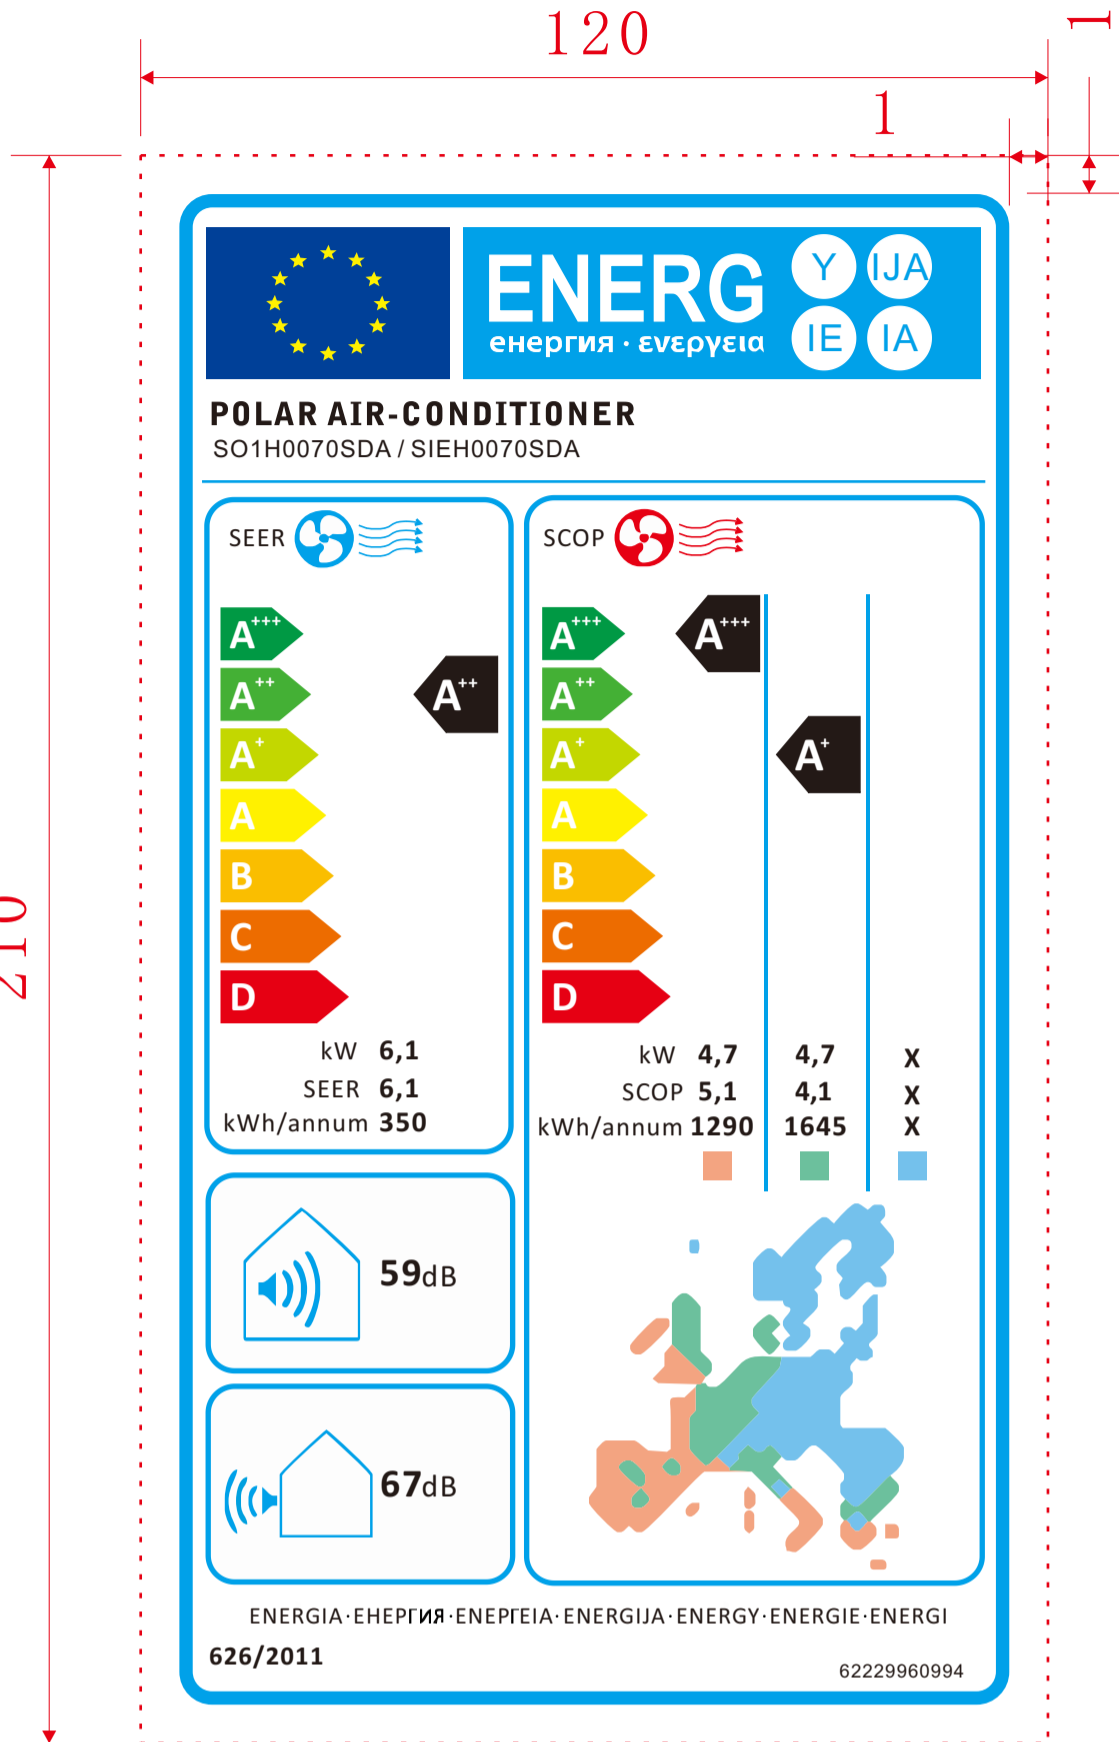 120
1
1
210
ENERG
енергия · ενεργεια
Y IJA
IE IA
POLAR AIR-CONDITIONER
SO1H0070SDA / SIEH0070SDA
SEER
A+++
A++
A+
A
B
C
D
A++
kW 6,1
SEER 6,1
kWh/annum 350
SCOP
A+++
A++
A+
A
B
C
D
A+++
A+
kW 4,7 4,7 X
SCOP 5,1 4,1 X
kWh/annum 1290 1645 X
59dB
67dB
ENERGIA·ЕНЕРГИЯ·ΕΝΕΡΓΕΙΑ·ENERGIJA·ENERGY·ENERGIE·ENERGI
626/2011
62229960994